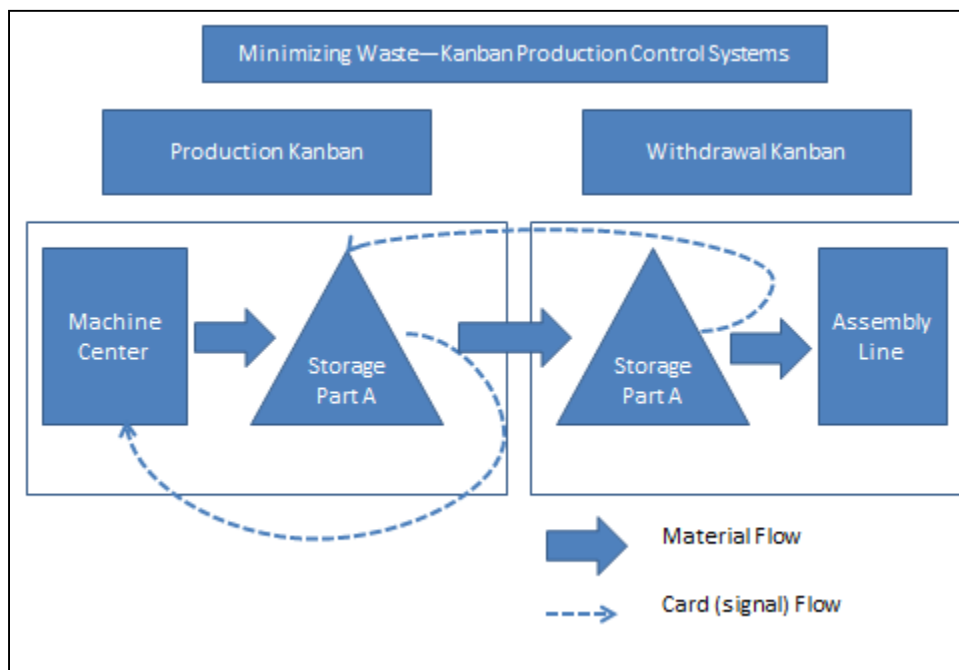 Minimizing Waste—Kanban Production Control Systems
Production Kanban
Withdrawal Kanban
Machine
Center
Storage
Part A
Storage
Part A
Assembly
Line
Material Flow
Card (signal) Flow